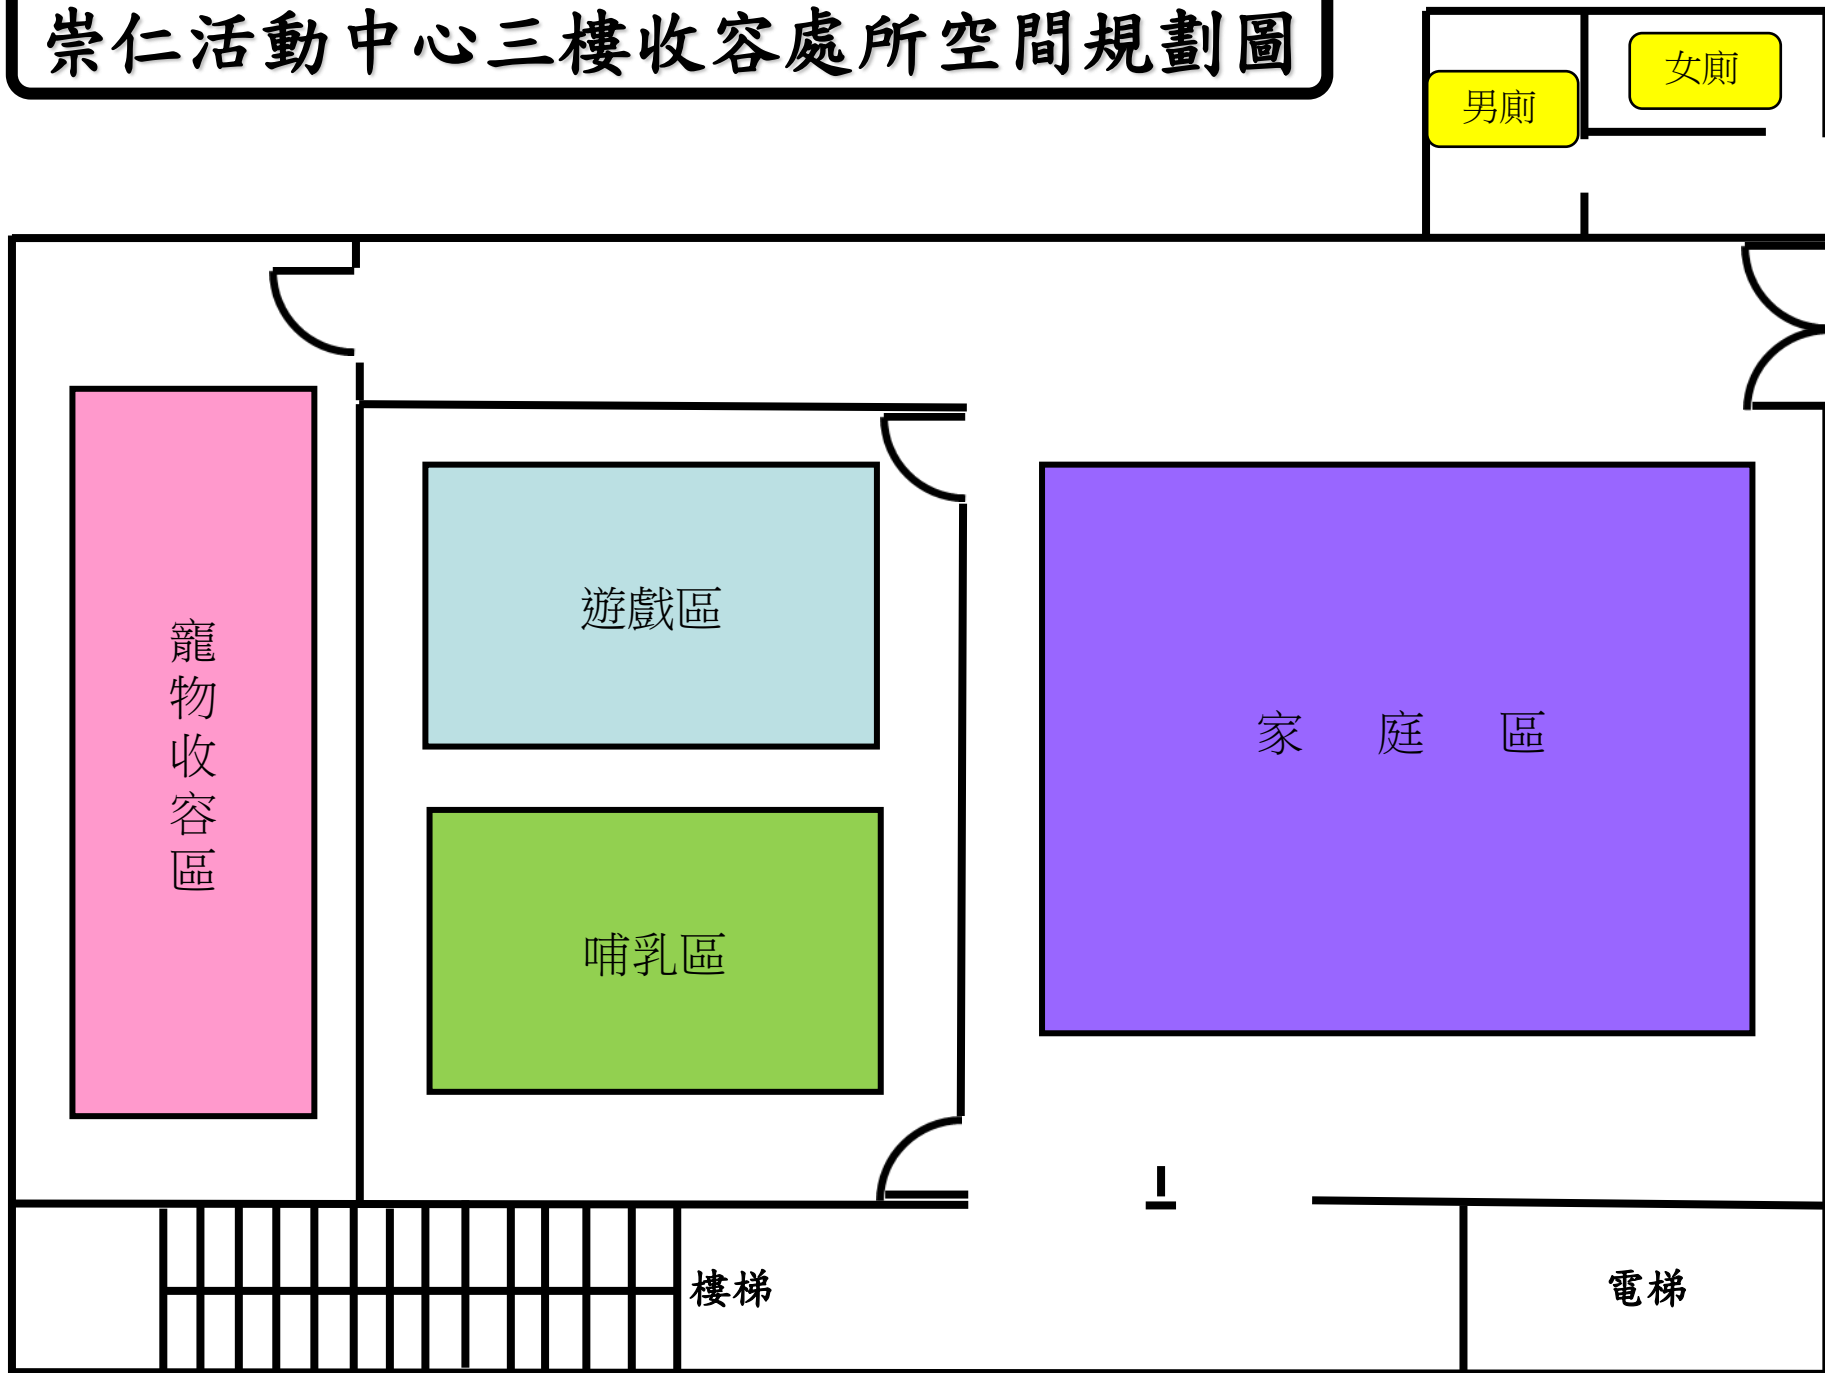 崇仁活動中心三樓收容處所空間規劃圖
女廁
男廁
寵物收容區
遊戲區
家庭區
哺乳區
樓梯
電梯